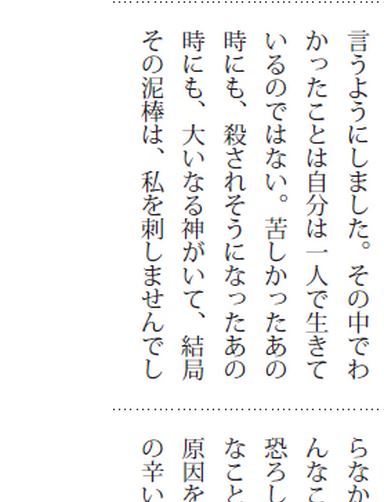 言うようにしました。その中でわ
かったことは自分は一人で生きて
いるのではない。苦しかったあの
時にも、殺されそうになったあの
時にも、大いなる神がいて、結局
その泥棒は、私を刺しませんでし
らなか
んなこ
恐ろし
なこと
原因を
の辛い